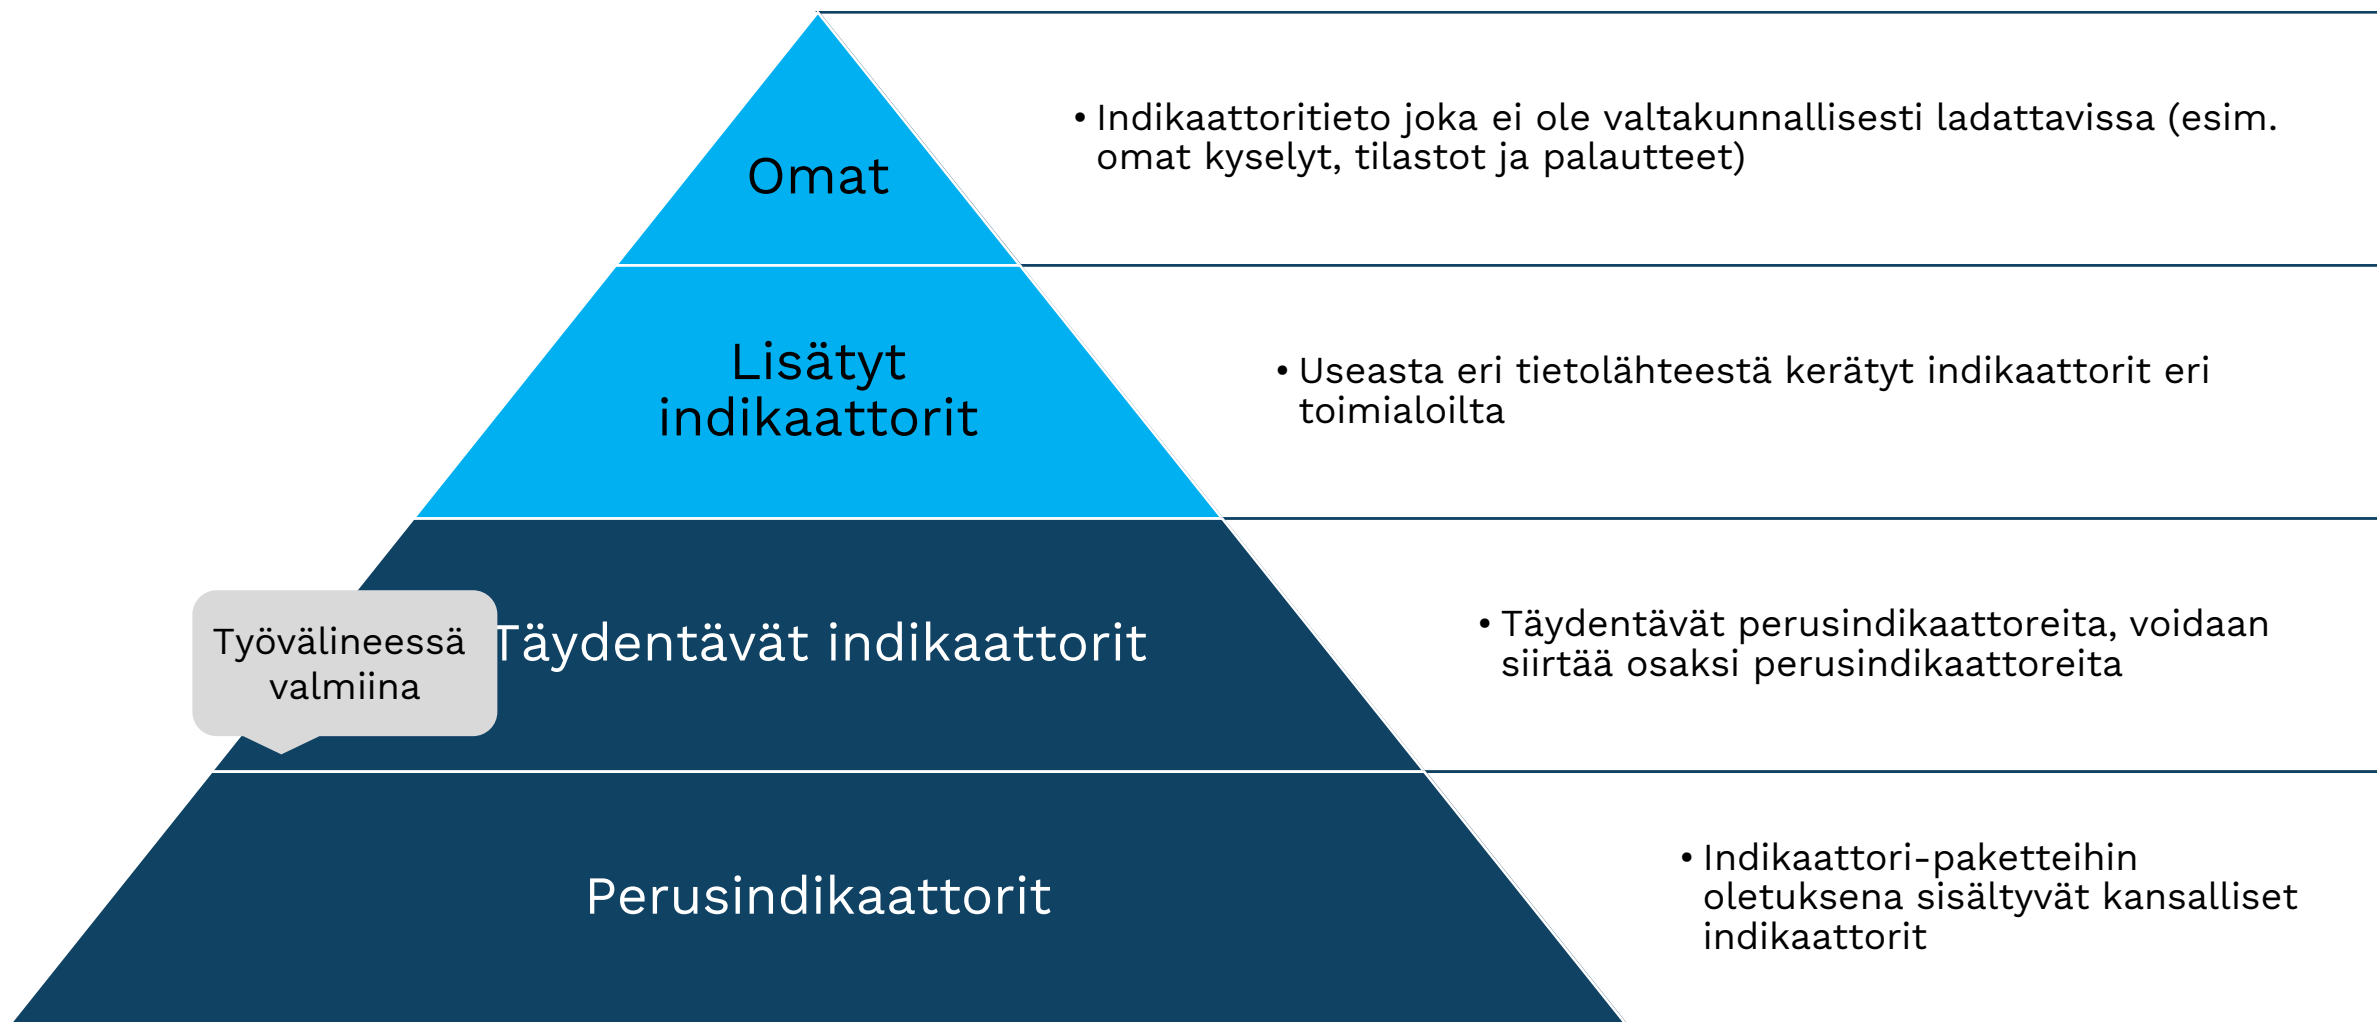 Omat
• Indikaattoritieto joka ei ole valtakunnallisesti ladattavissa (esim.
omat kyselyt, tilastot ja palautteet)
Lisätyt
indikaattorit
• Useasta eri tietolähteestä kerätyt indikaattorit eri
toimialoilta
Työvälineessä
valmiina
Täydentävät indikaattorit
• Täydentävät perusindikaattoreita, voidaan
siirtää osaksi perusindikaattoreita
Perusindikaattorit
• Indikaattori-paketteihin
oletuksena sisältyvät kansalliset
indikaattorit